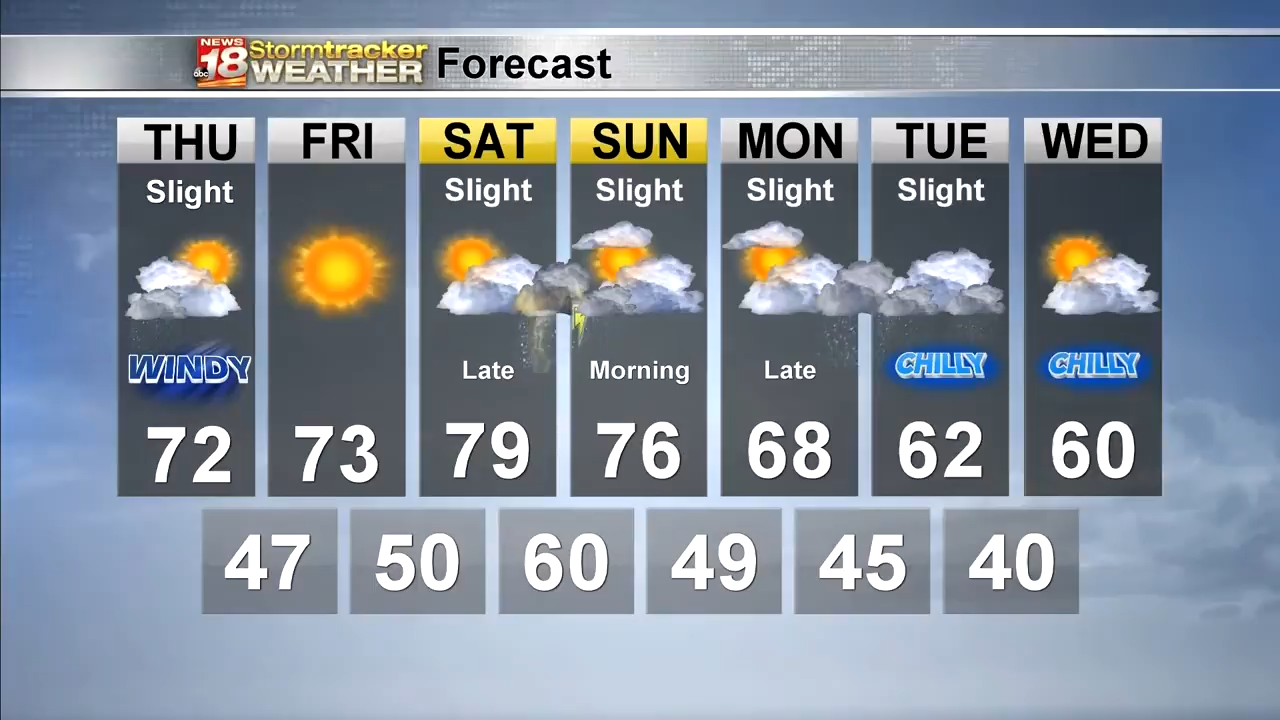 NEWS
abc 18
Stormtracker
WEATHER
Forecast
THU FRI SAT SUN MON TUE WED
Slight Slight Slight Slight Slight
WINDY Late Morning Late CHILLY CHILLY
72 73 79 76 68 62 60
47 50 60 49 45 40